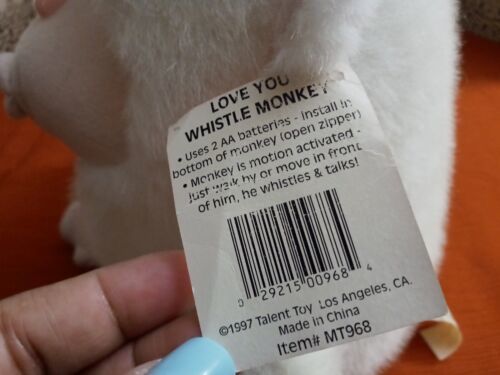 LOVE YOU
WHISTLE MONKEY
• Uses 2 AA batteries - Install in
bottom of monkey (open zipper)
• Monkey is motion activated -
just walk by or move in front
of him, he whistles & talks!
0 29215 00968 4
©1997 Talent Toy Los Angeles, CA.
Made in China
Item# MT968